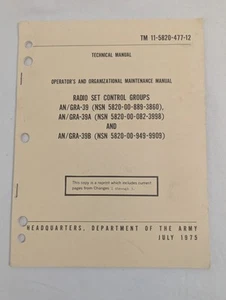 TM 11-5820-477-12
TECHNICAL MANUAL
OPERATOR'S AND ORGANIZATIONAL MAINTENANCE MANUAL
RADIO SET CONTROL GROUPS
AN/GRA-39 (NSN 5820-00-889-3860),
AN/GRA-39A (NSN 5820-00-082-3998)
AND
AN/GRA-39B (NSN 5820-00-949-9909)
This copy is a reprint which includes current
pages from Changes 1
HEADQUARTERS, DEPARTMENT OF THE ARMY
JULY 1975